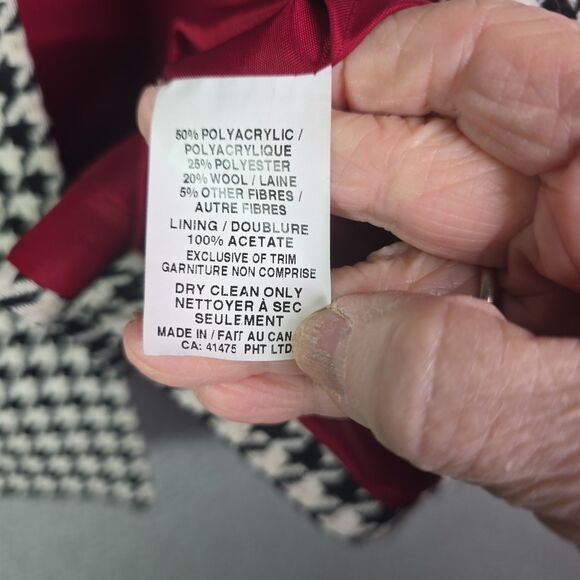 50% POLYACRYLIC /
POLYACRYLIQUE
25% POLYESTER
20% WOOL / LAINE
5% OTHER FIBRES /
AUTRE FIBRES
LINING / DOUBLURE
100% ACETATE
EXCLUSIVE OF TRIM
GARNITURE NON COMPRISE
DRY CLEAN ONLY
NETTOYER À SEC
SEULEMENT
MADE IN / FAIT AU CAN
CA: 41475 PHT LTD